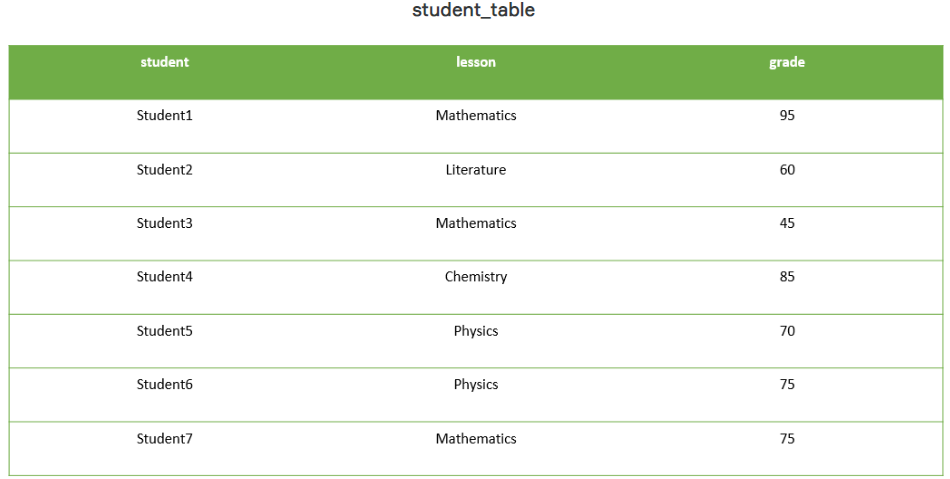 student_table
student lesson grade
Student1 Mathematics 95
Student2 Literature 60
Student3 Mathematics 45
Student4 Chemistry 85
Student5 Physics 70
Student6 Physics 75
Student7 Mathematics 75